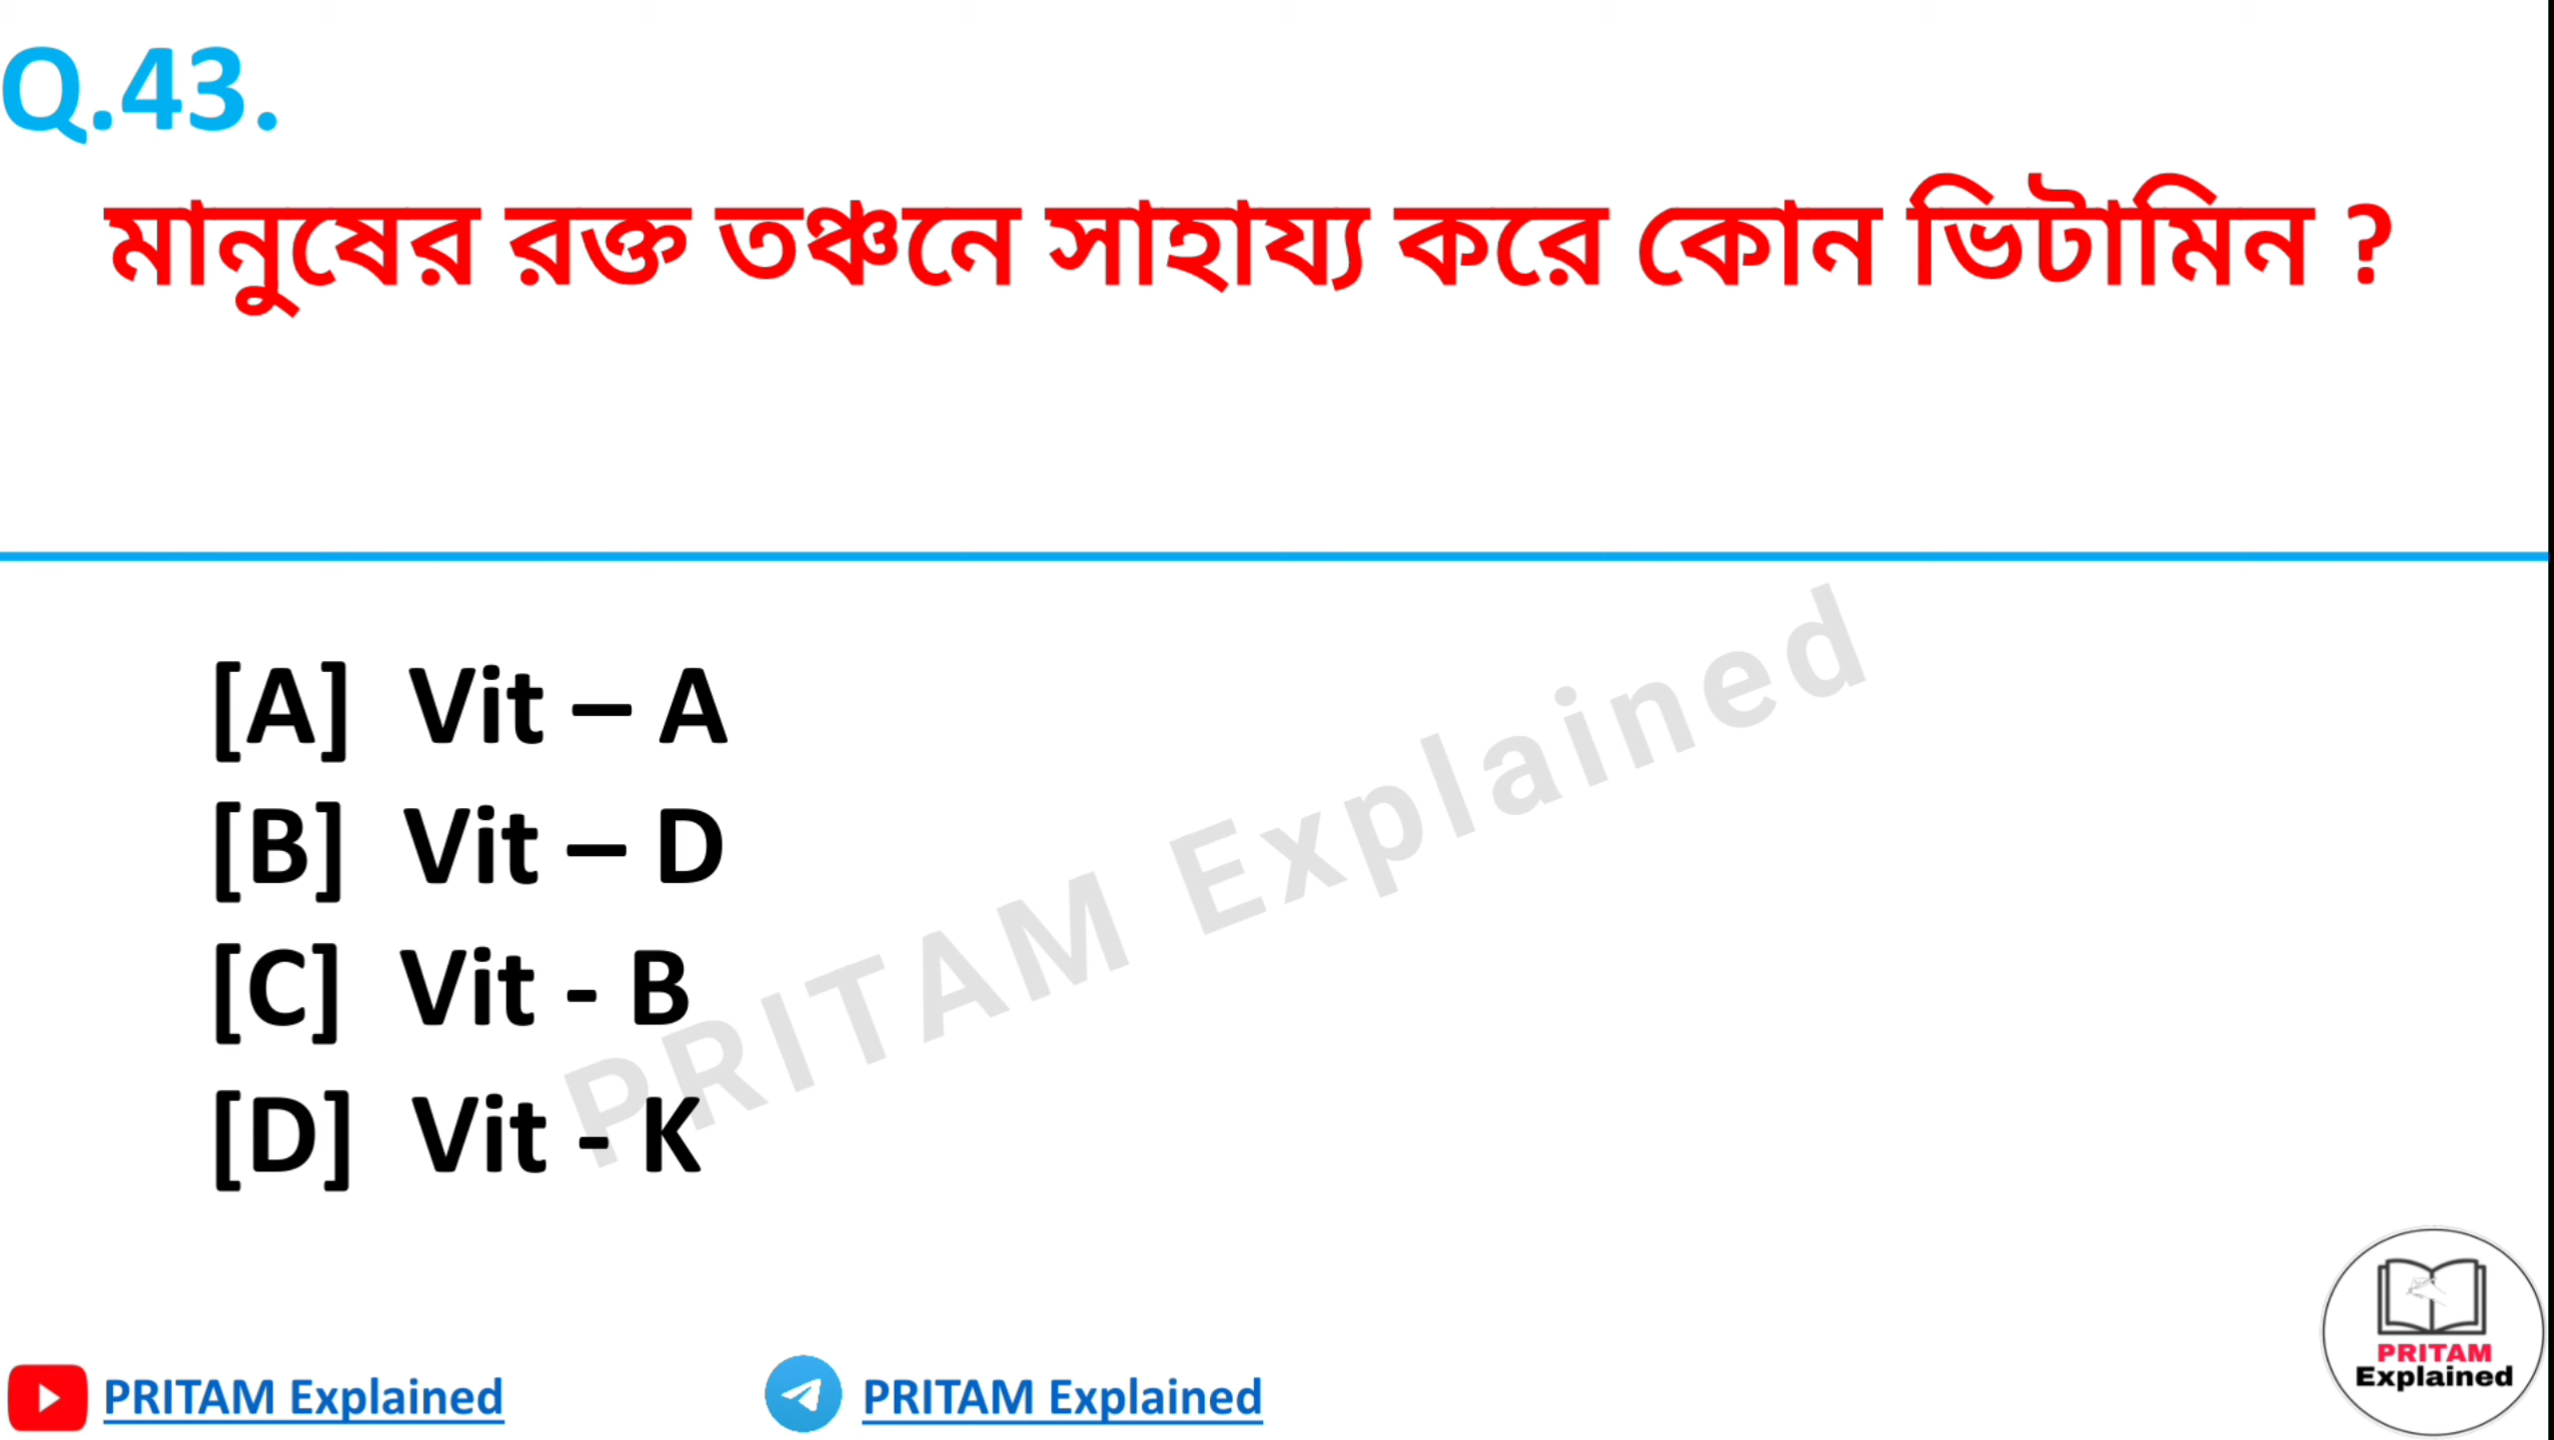 Q.43.
মানুষের রক্ত তঞ্চনে সাহায্য করে কোন ভিটামিন ?
[A] Vit – A
[B] Vit – D
[C] Vit - B
[D] Vit - K
PRITAM Explained
PRITAM Explained
PRITAM Explained
PRITAM
Explained